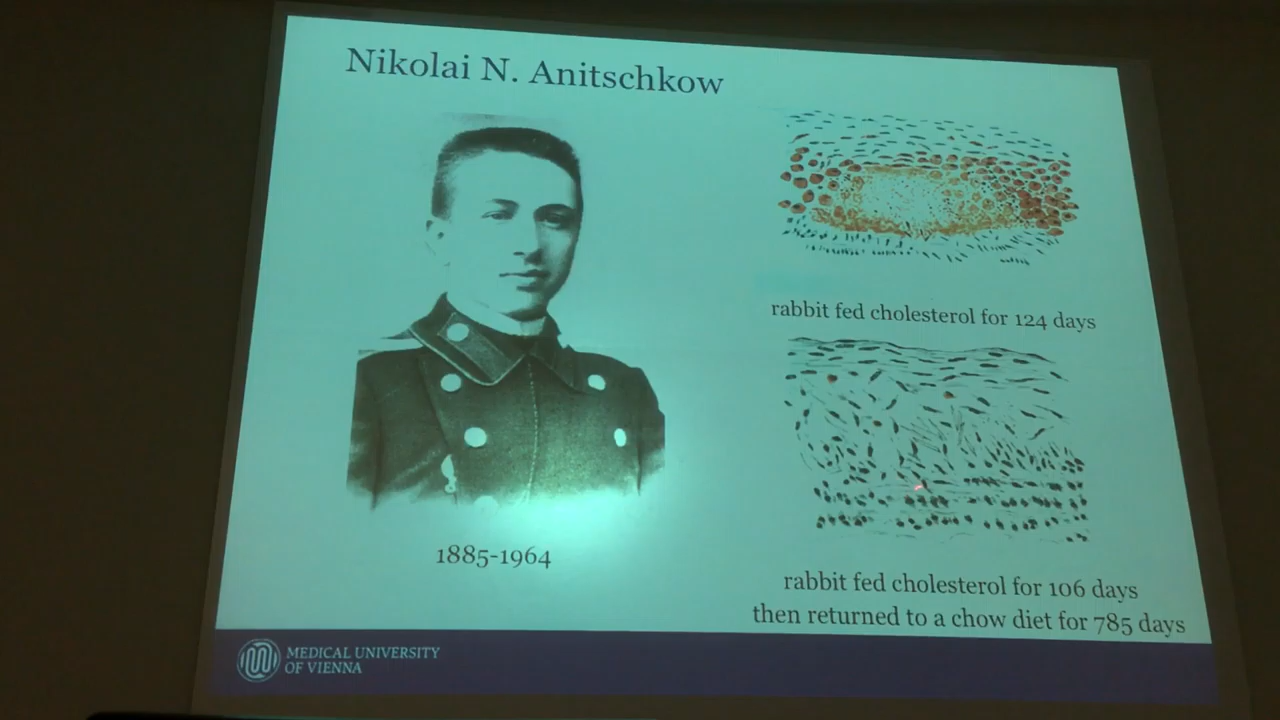 Nikolai N. Anitschkow
rabbit fed cholesterol for 124 days
1885-1964
rabbit fed cholesterol for 106 days
then returned to a chow diet for 785 days
MEDICAL UNIVERSITY
OF VIENNA